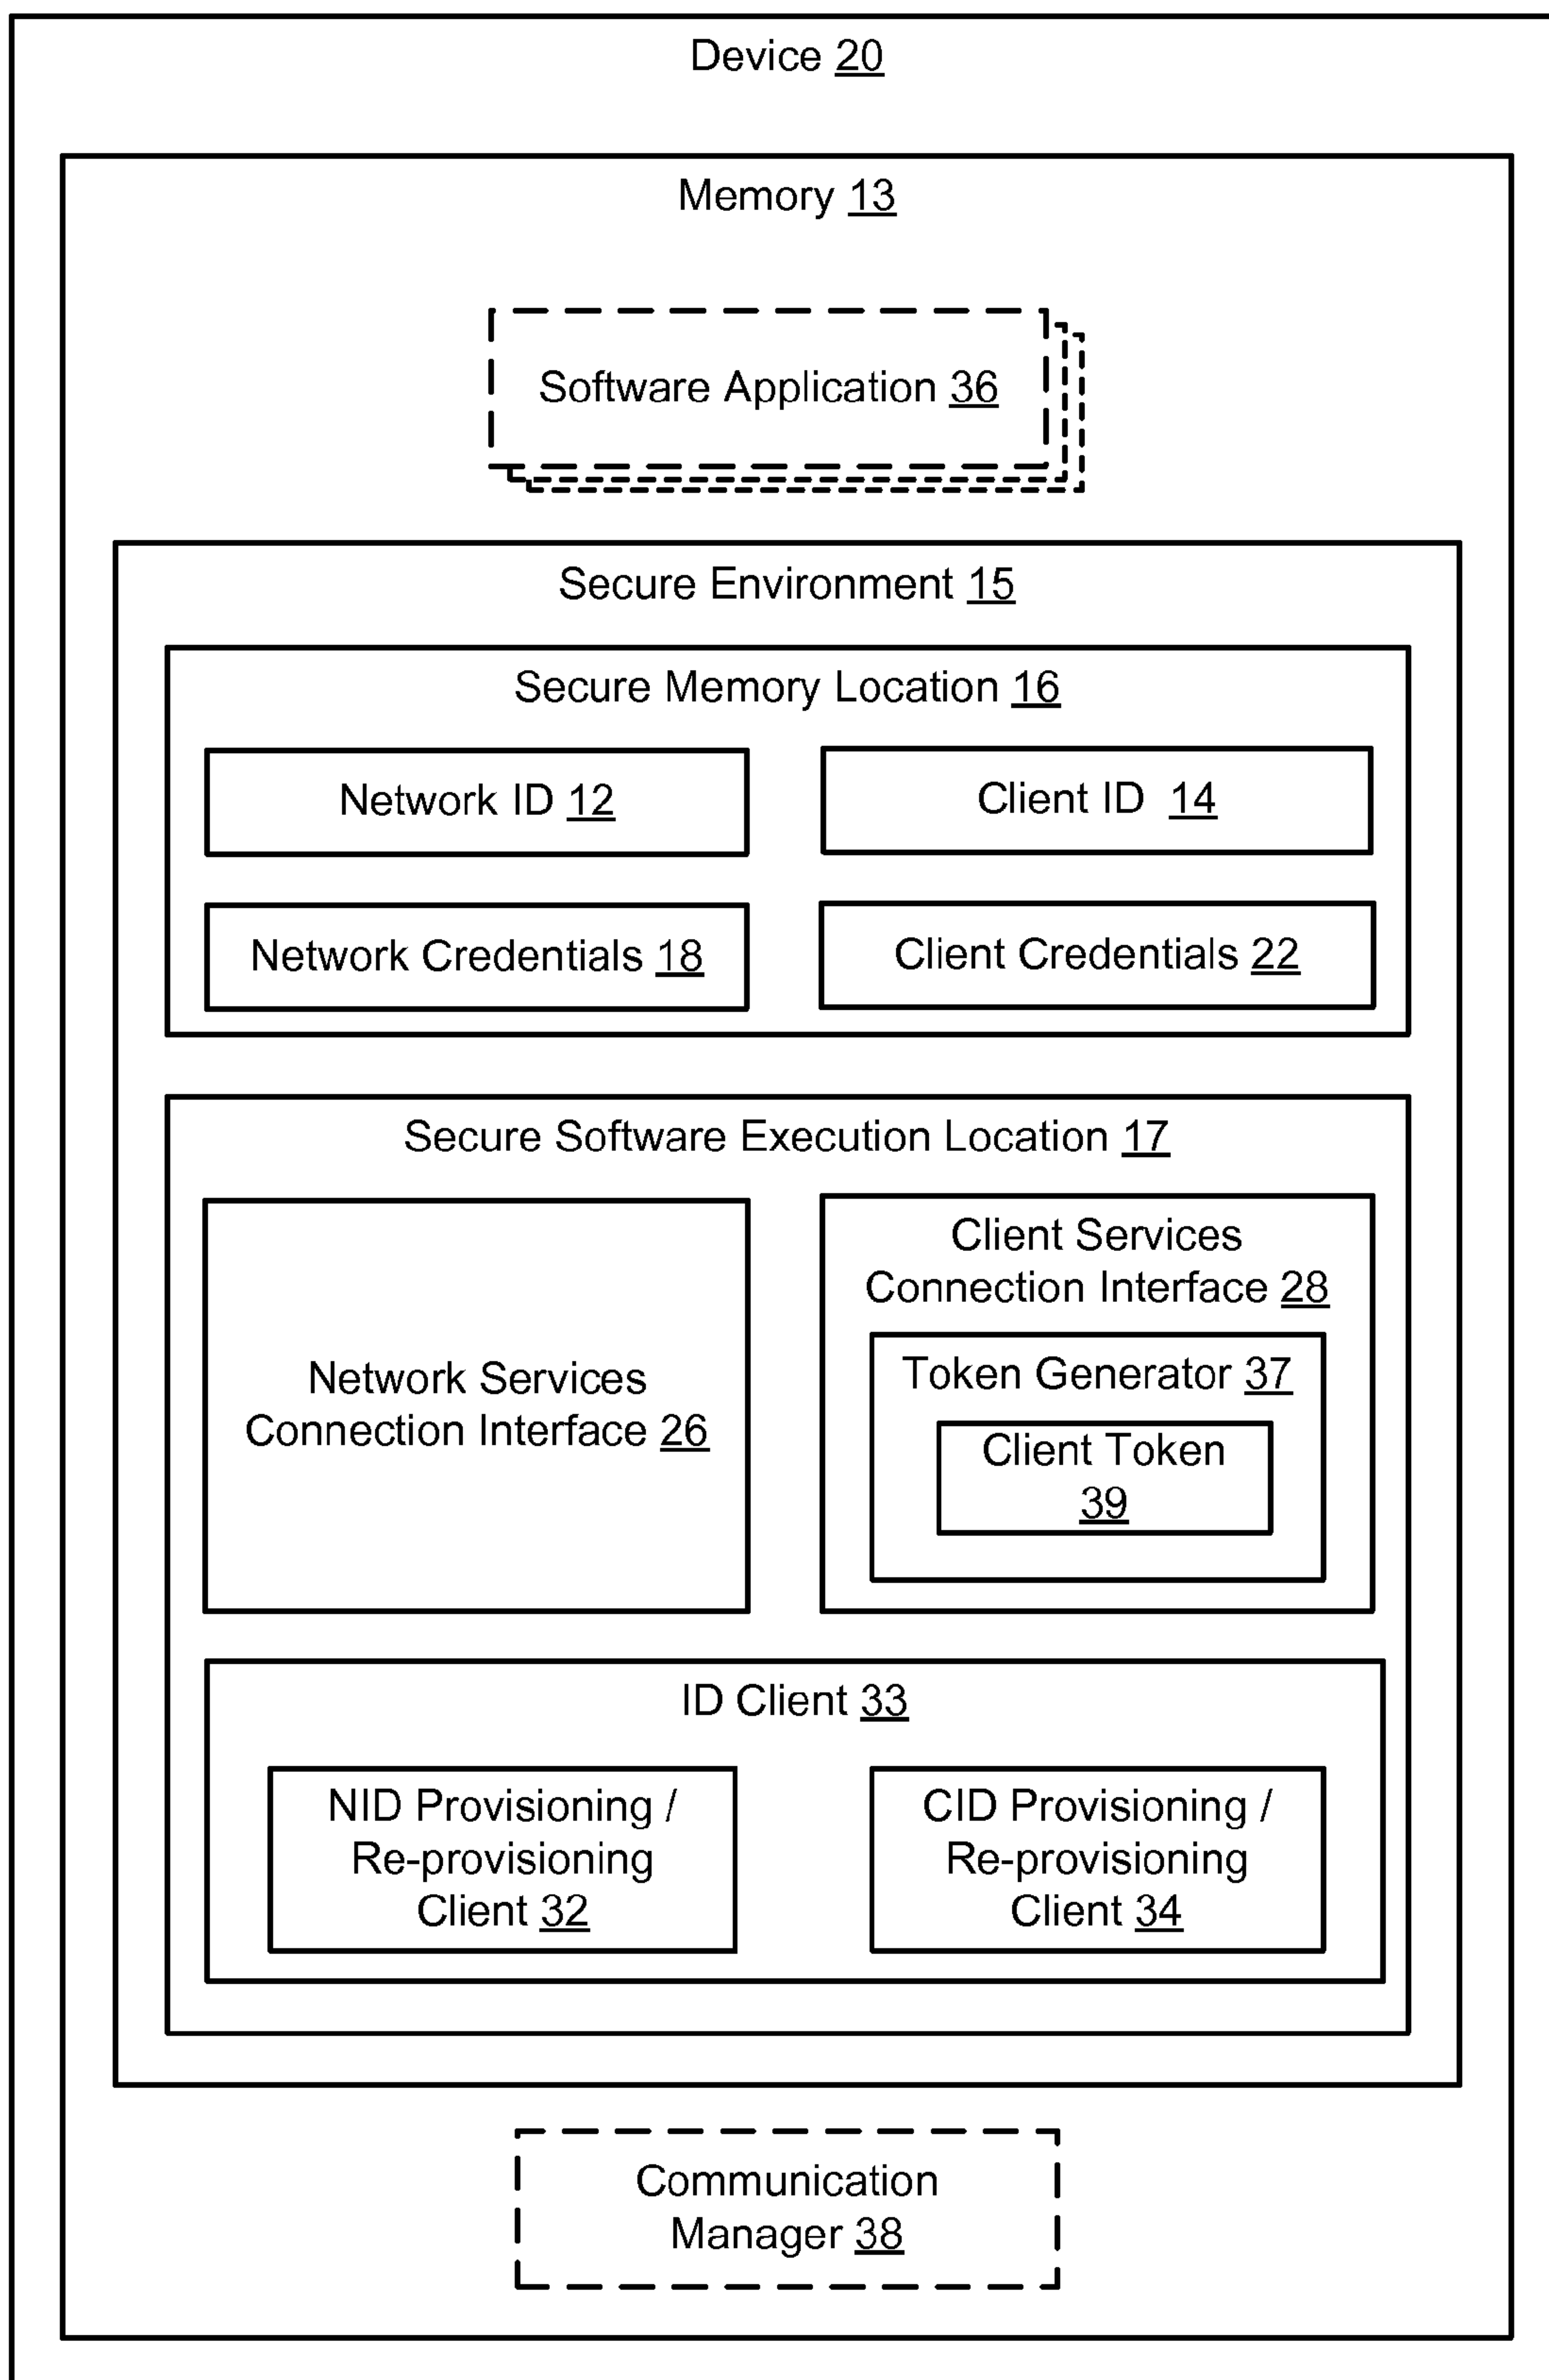 Device 20
Memory 13
Software Application 36
Secure Environment 15
Secure Memory Location 16
Network ID 12
Client ID 14
Network Credentials 18
Client Credentials 22
Secure Software Execution Location 17
Network Services
Connection Interface 26
Client Services
Connection Interface 28
Token Generator 37
Client Token
39
ID Client 33
NID Provisioning /
Re-provisioning
Client 32
CID Provisioning /
Re-provisioning
Client 34
Communication
Manager 38